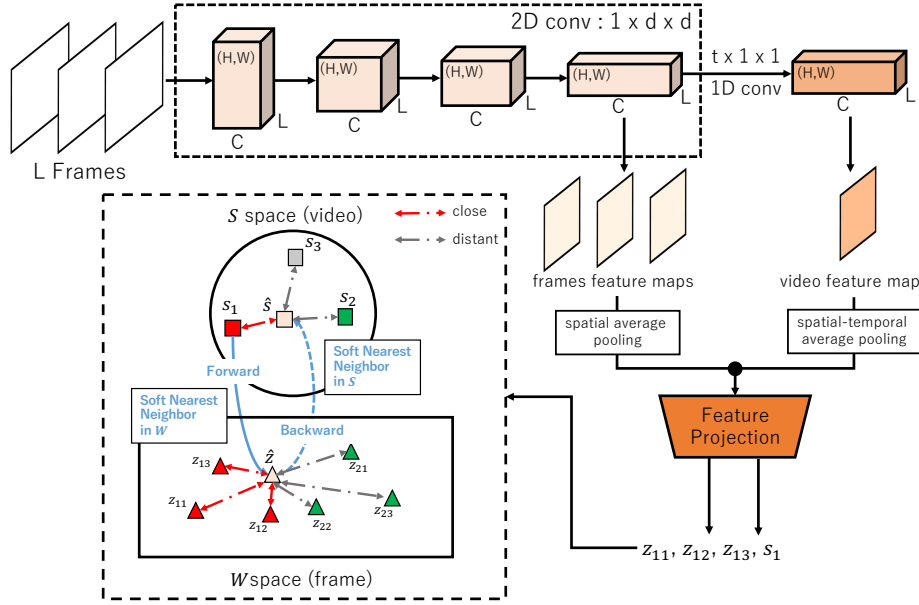 2D conv : 1 x d x d
(H,W)
C
L
(H,W)
C
L
(H,W)
C
L
(H,W)
C
L
t x 1 x 1
1D conv
(H,W)
C
L
L Frames
S space (video)
close
distant
s₃
s₁
ŝ
s₂
Forward
Soft Nearest
Neighbor
in S
Soft Nearest
Neighbor
in W
Backward
ẑ
z₁₃
z₂₁
z₁₁
z₁₂
z₂₂
z₂₃
W space (frame)
frames feature maps
video feature map
spatial average
pooling
spatial-temporal
average pooling
Feature
Projection
z₁₁, z₁₂, z₁₃, s₁